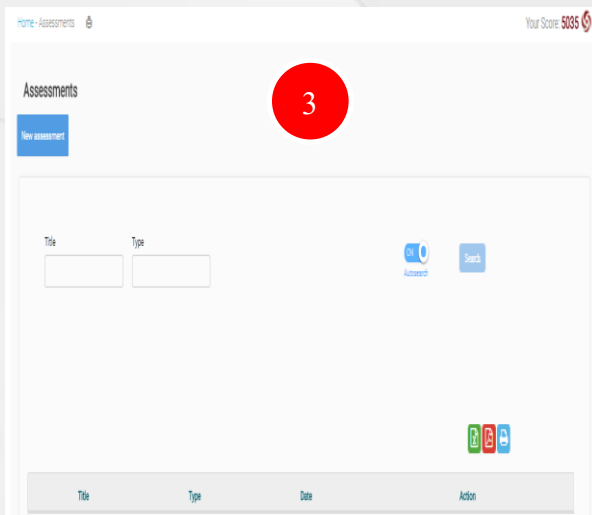 Home - Assessments
Your Score: 5035
3
Assessments
New assessment
Title Type
ON
Search
Autosearch
Title Type Date Action